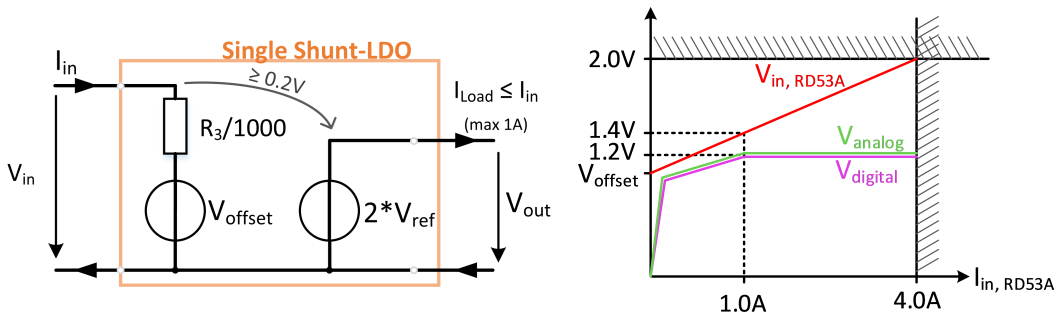 Single Shunt-LDO
I_in
≥ 0.2V
I_Load ≤ I_in
(max 1A)
R_3/1000
V_in
V_offset
2*V_ref
V_out
2.0V
V_in, RD53A
1.4V
1.2V
V_analog
V_offset
V_digital
1.0A
4.0A
I_in, RD53A